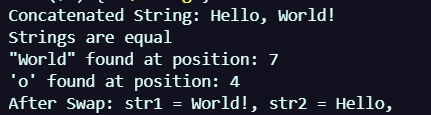 Concatenated String: Hello, World!
Strings are equal
"World" found at position: 7
'o' found at position: 4
After Swap: str1 = World!, str2 = Hello,